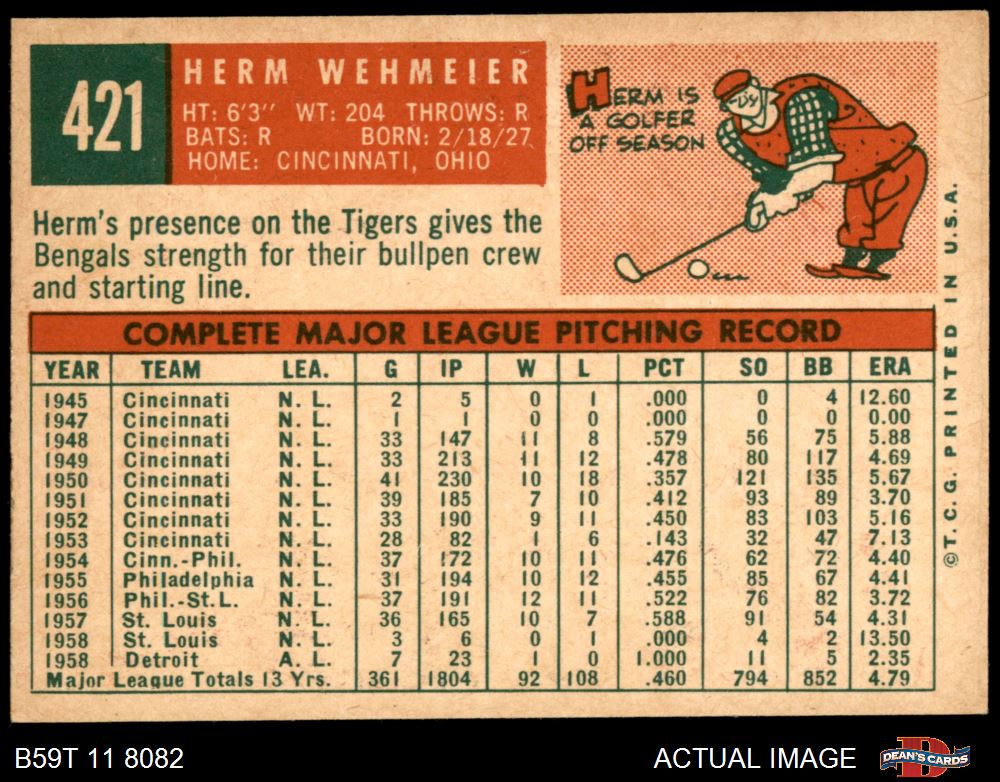 421
HERM WEHMEIER
HT: 6'3" WT: 204 THROWS: R
BATS: R BORN: 2/18/27
HOME: CINCINNATI, OHIO
HERM IS
A GOLFER
OFF SEASON
Herm's presence on the Tigers gives the
Bengals strength for their bullpen crew
and starting line.
COMPLETE MAJOR LEAGUE PITCHING RECORD
YEAR TEAM LEA. G IP W L PCT SO BB ERA
1945 Cincinnati N. L. 2 5 0 1 .000 0 4 12.60
1947 Cincinnati N. L. 1 1 0 0 .000 0 0 0.00
1948 Cincinnati N. L. 33 147 11 8 .579 56 75 5.88
1949 Cincinnati N. L. 33 213 11 12 .478 80 117 4.69
1950 Cincinnati N. L. 41 230 10 18 .357 121 135 5.67
1951 Cincinnati N. L. 39 185 7 10 .412 93 89 3.70
1952 Cincinnati N. L. 33 190 9 11 .450 83 103 5.16
1953 Cincinnati N. L. 28 82 1 6 .143 32 47 7.13
1954 Cinn.-Phil. N. L. 37 172 10 11 .476 62 72 4.40
1955 Philadelphia N. L. 31 194 10 12 .455 85 67 4.41
1956 Phil.-St.L. N. L. 37 191 12 11 .522 76 82 3.72
1957 St. Louis N. L. 36 165 10 7 .588 91 54 4.31
1958 St. Louis N. L. 3 6 0 1 .000 4 2 13.50
1958 Detroit A. L. 7 23 1 0 1.000 11 5 2.35
Major League Totals 13 Yrs. 361 1804 92 108 .460 794 852 4.79
©T.C.G. PRINTED IN U.S.A.
B59T 11 8082
ACTUAL IMAGE
DEAN'S CARDS